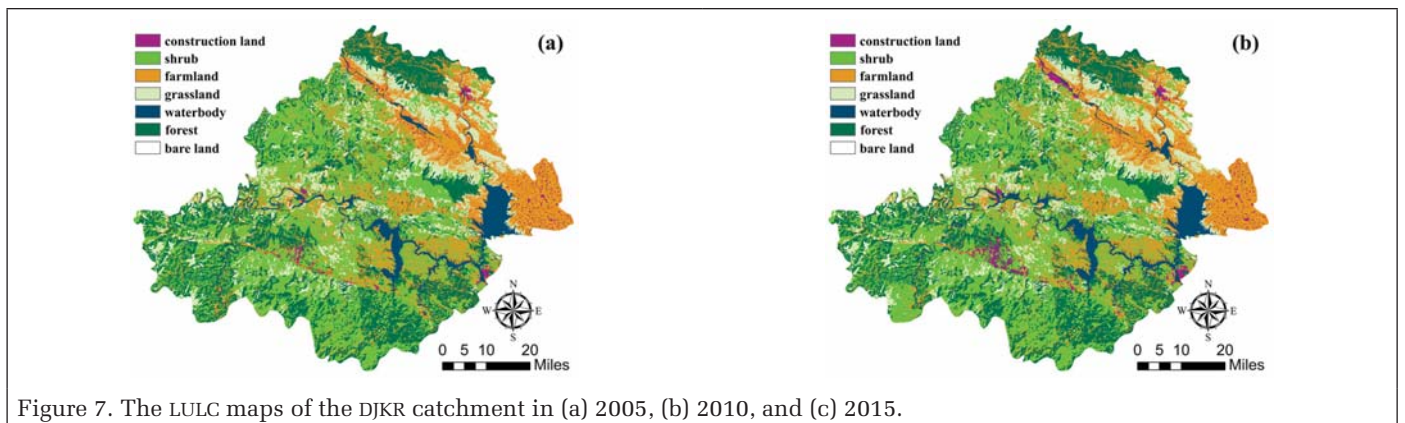 (a)
construction land
shrub
farmland
grassland
waterbody
forest
bare land
N
W E
S
0 5 10 20
Miles
(b)
construction land
shrub
farmland
grassland
waterbody
forest
bare land
N
W E
S
0 5 10 20
Miles
Figure 7. The LULC maps of the DJKR catchment in (a) 2005, (b) 2010, and (c) 2015.